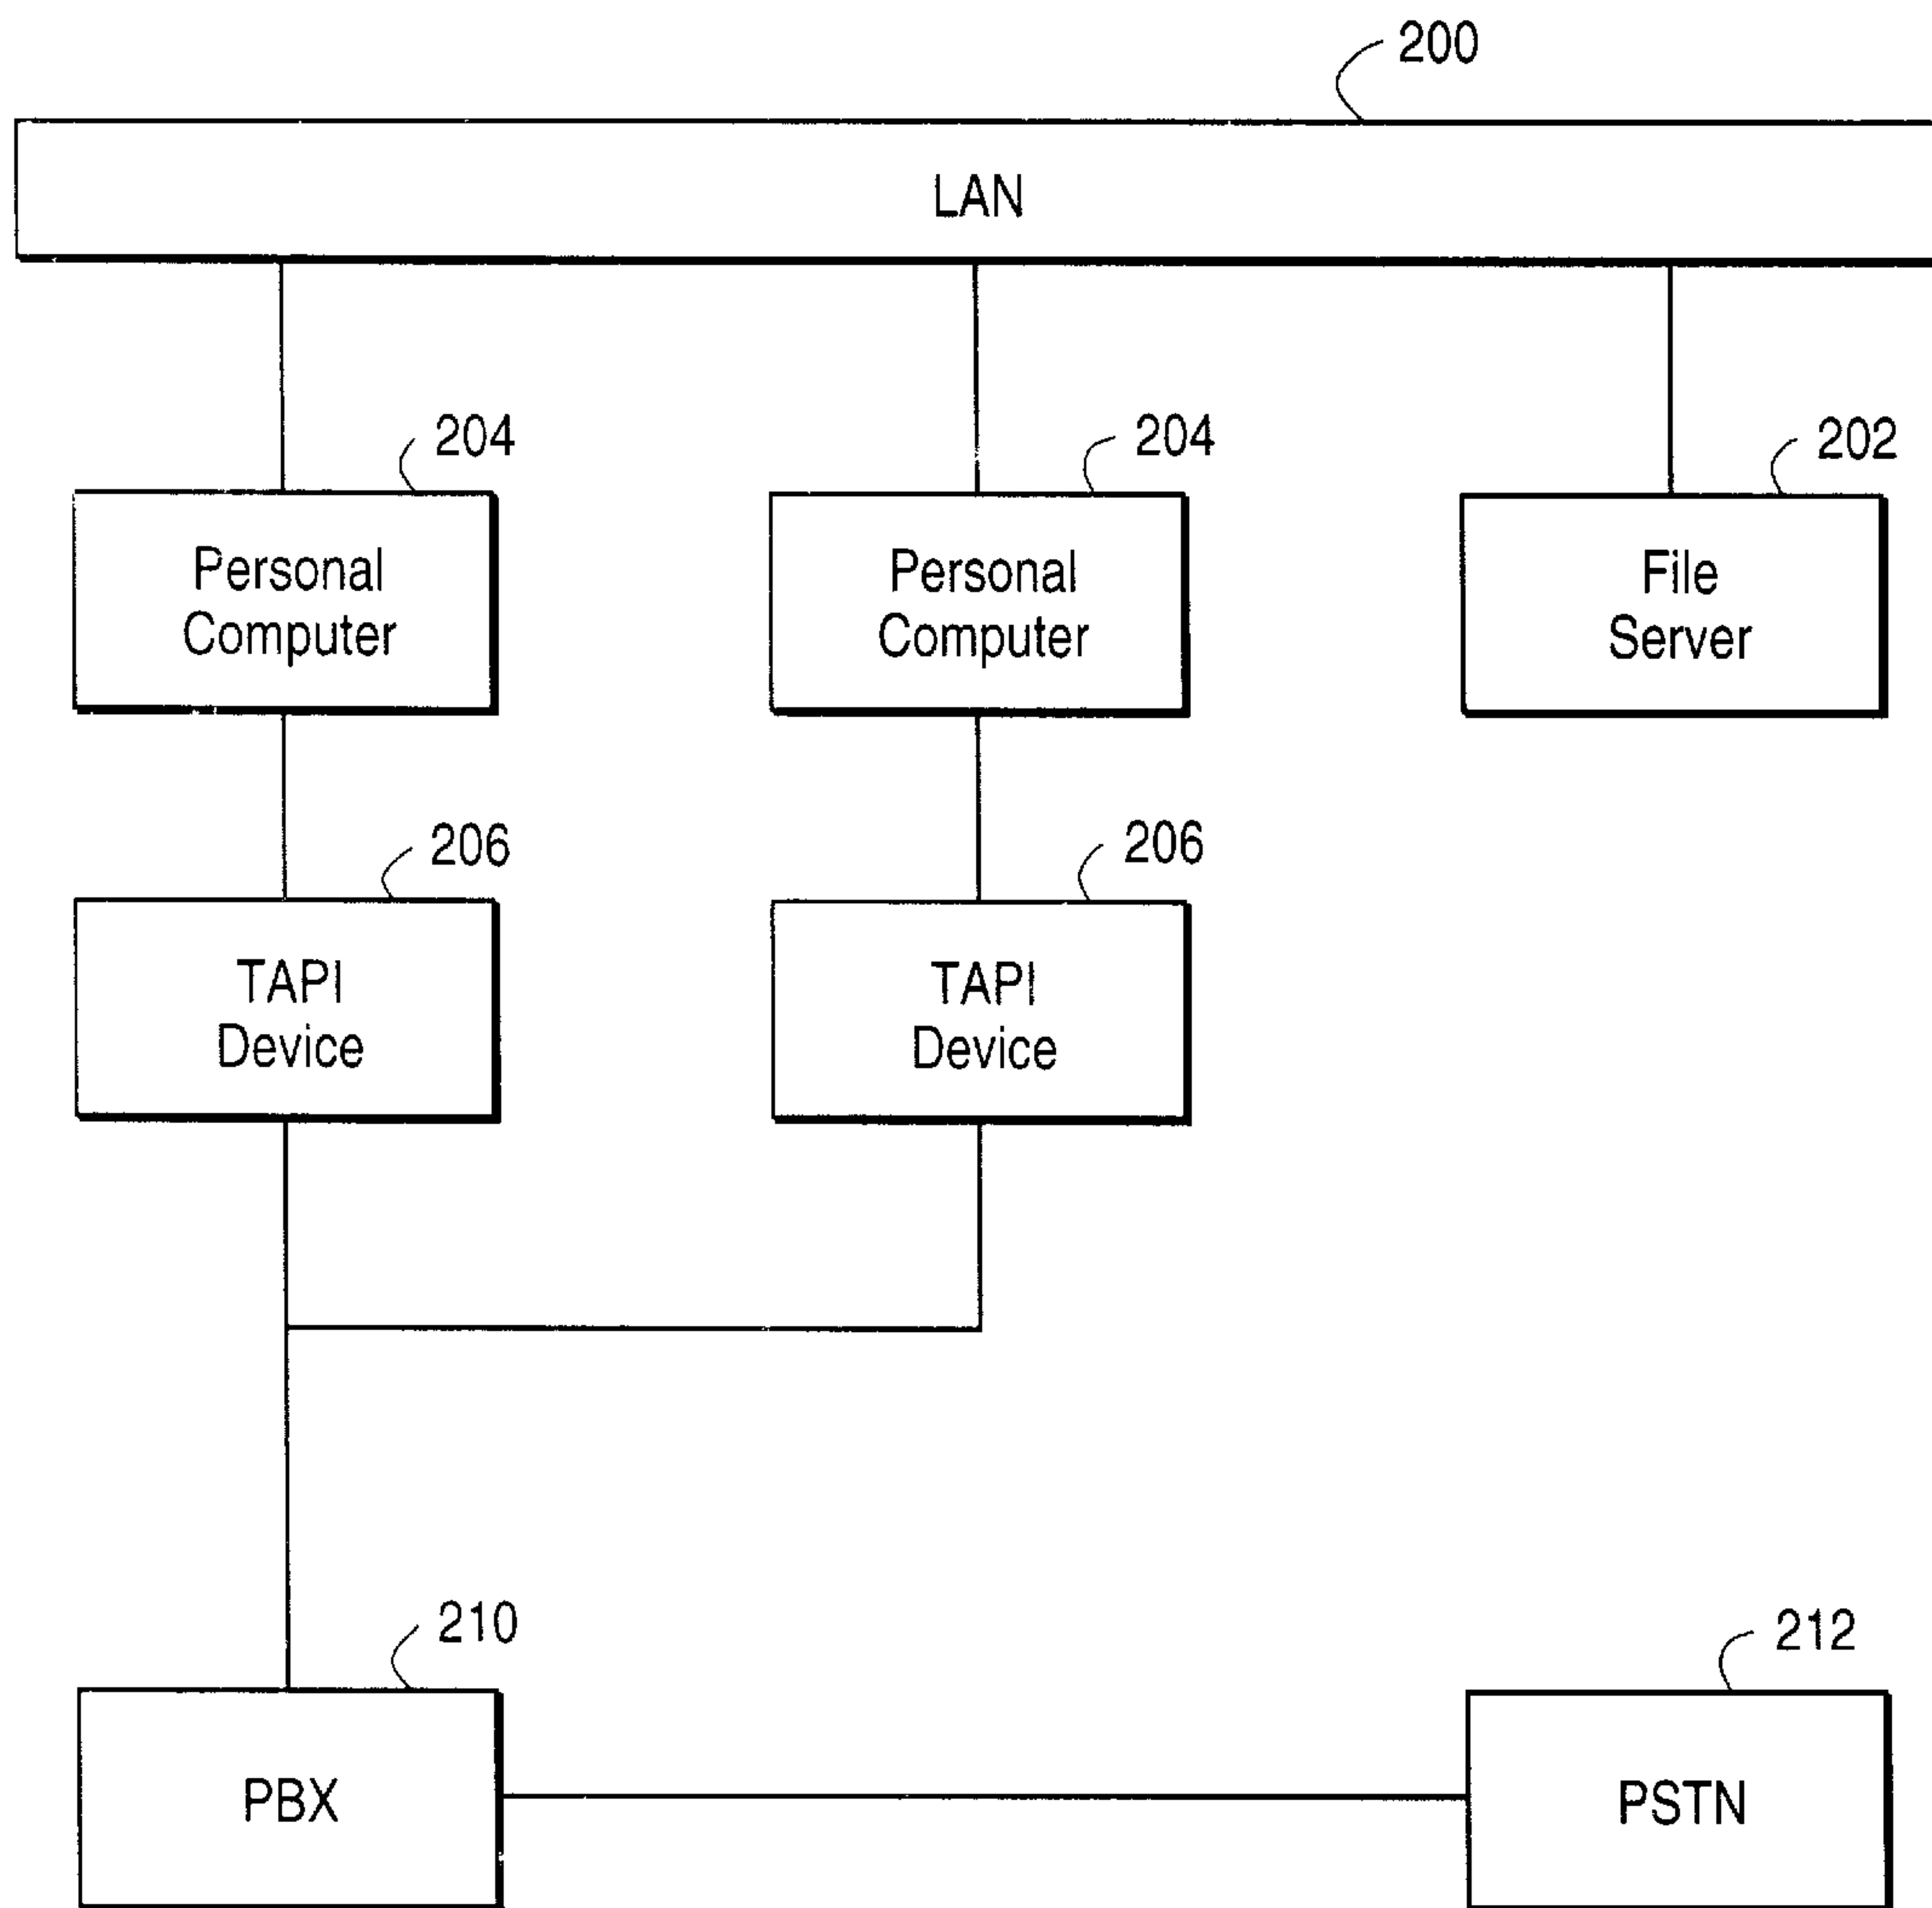 200
LAN
204
204
202
Personal
Computer
Personal
Computer
File
Server
206
206
TAPI
Device
TAPI
Device
210
212
PBX
PSTN